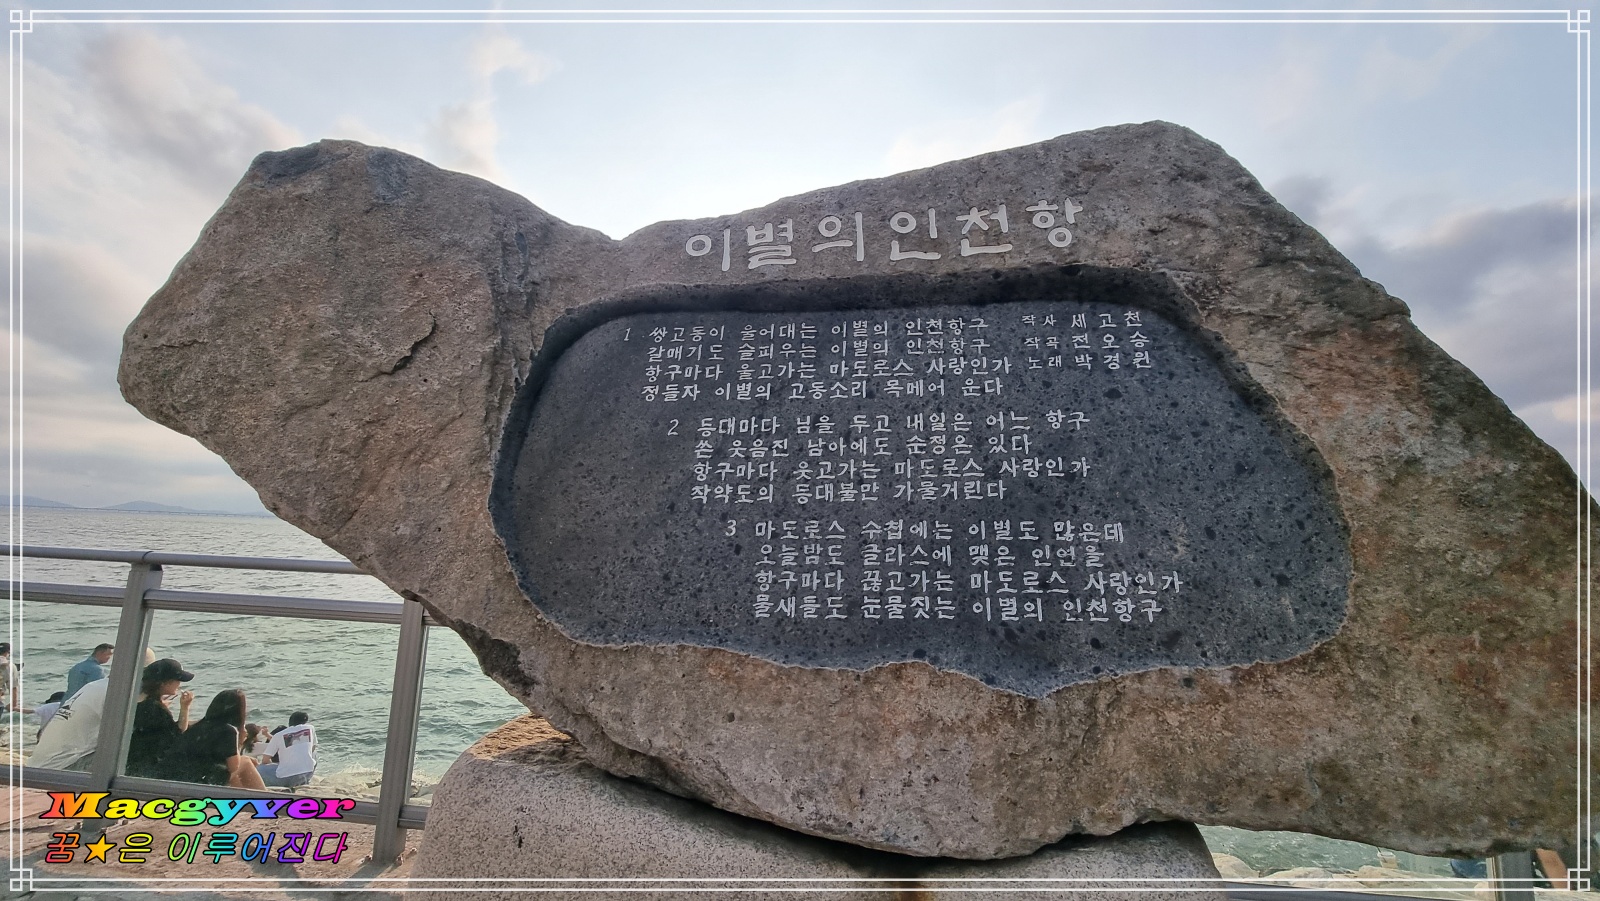 이별의인천항
1 쌍고동이 울어대는 이별의 인천항구 작사 세고천
갈매기도 슬피우는 이별의 인천항구 작곡 전오승
항구마다 울고가는 마도로스 사랑인가 노래 박경원
정들자 이별의 고동소리 목메어 운다
2 등대마다 님을 두고 내일은 어느 항구
쓴 웃음진 남아에도 순정은 있다
항구마다 웃고가는 마도로스 사랑인가
작약도의 등대불만 가물거린다
3 마도로스 수첩에는 이별도 많은데
오늘밤도 글라스에 맺은 인연을
항구마다 끊고가는 마도로스 사랑인가
물새들도 눈물짓는 이별의 인천항구
Macgyver
꿈★은 이루어진다